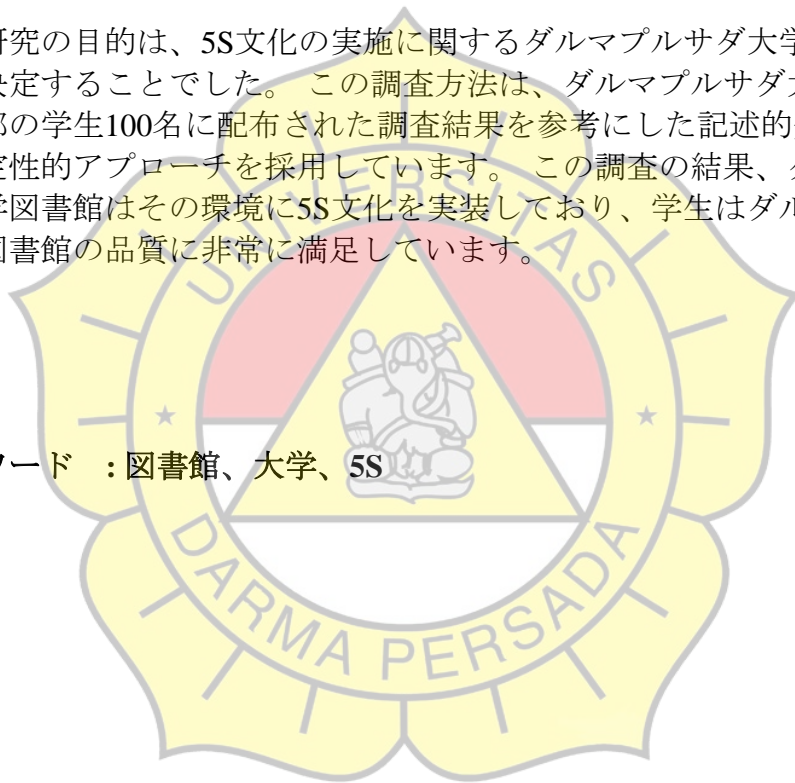 研究の目的は、5S文化の実施に関するダルマプルサダ大学
決定することでした。 この調査方法は、ダルマプルサダ
部の学生100名に配布された調査結果を参考にした記述的
定性的アプローチを採用しています。 この調査の結果、
学図書館はその環境に5S文化を実装しており、学生はダル
図書館の品質に非常に満足しています。
UNIVERSITAS
ワード : 図書館、大学、5S
DARMA PERSADA